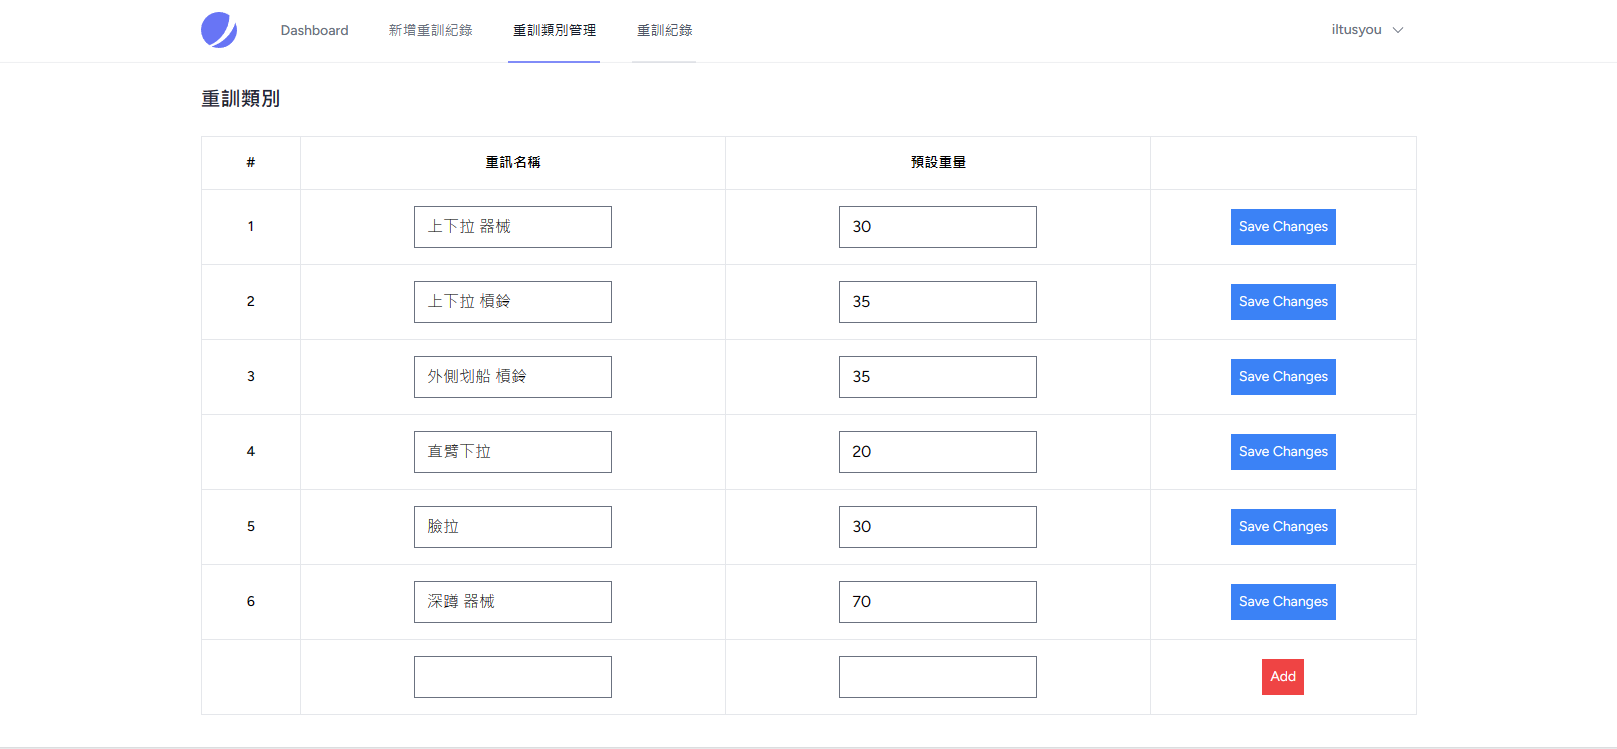 Dashboard 新增重訓紀錄 重訓類別管理 重訓紀錄 iltusyou
重訓類別
# 重訊名稱 預設重量
1 上下拉 器械 30 Save Changes
2 上下拉 槓鈴 35 Save Changes
3 外側划船 槓鈴 35 Save Changes
4 直臂下拉 20 Save Changes
5 臉拉 30 Save Changes
6 深蹲 器械 70 Save Changes
Add